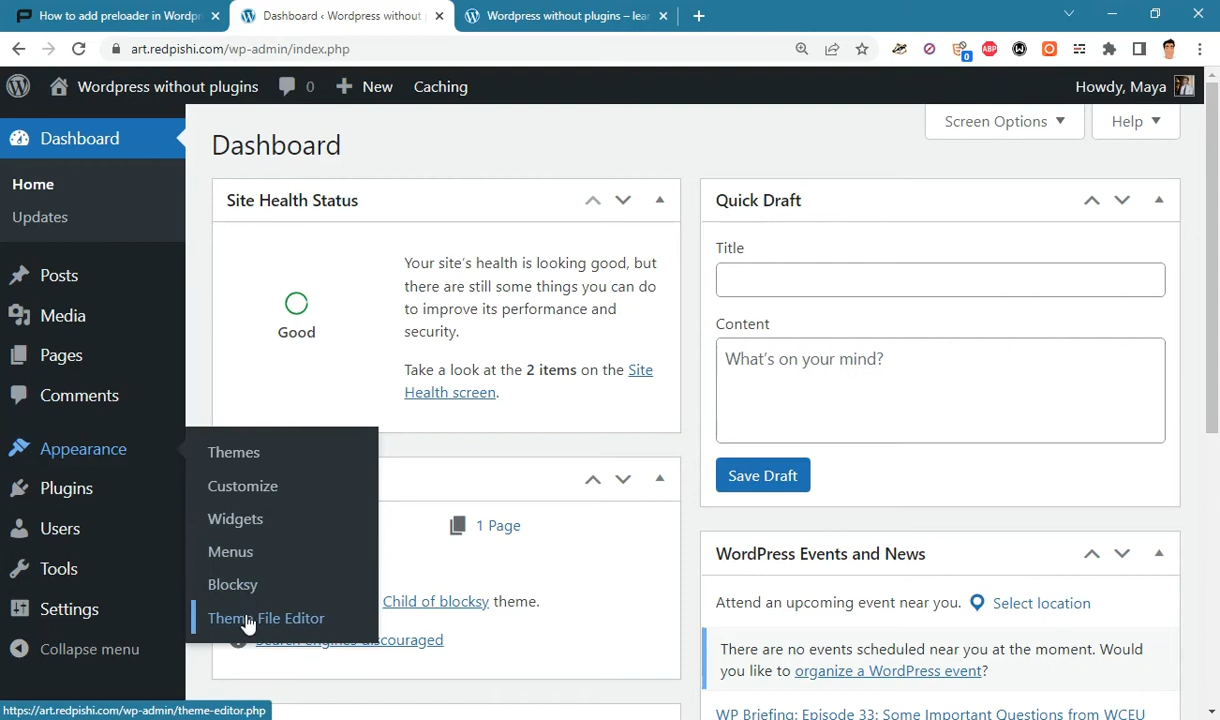 How to add preloader in Wordpr
Dashboard ‹ Wordpress without
Wordpress without plugins – lea
art.redpishi.com/wp-admin/index.php
0
ABP
Wordpress without plugins
0
New
Caching
Howdy, Maya
Dashboard
Home
Updates
Posts
Media
Pages
Comments
Appearance
Plugins
Users
Tools
Settings
Collapse menu
Themes
Customize
Widgets
Menus
Blocksy
Theme File Editor
Screen Options
Help
Dashboard
Site Health Status
Good
Your site's health is looking good, but
there are still some things you can do
to improve its performance and
security.
Take a look at the 2 items on the Site
Health screen.
1 Page
Child of blocksy theme.
Search engines discouraged
Quick Draft
Title
Content
What's on your mind?
Save Draft
WordPress Events and News
Attend an upcoming event near you.
Select location
There are no events scheduled near you at the moment. Would
you like to organize a WordPress event?
WP Briefing: Episode 33: Some Important Questions from WCEU
https://art.redpishi.com/wp-admin/theme-editor.php